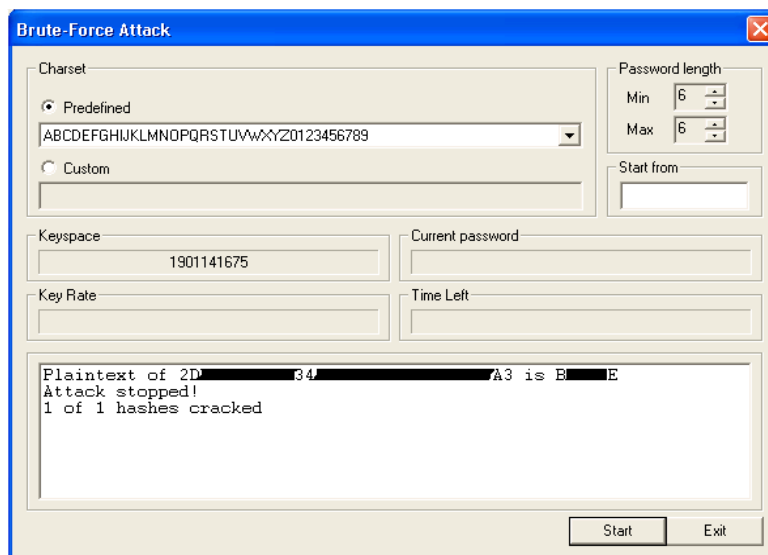 Brute-Force Attack
Charset
Predefined
ABCDEFGHIJKLMNOPQRSTUVWXYZ0123456789
Custom
Password length
Min 6
Max 6
Start from
Keyspace
1901141675
Current password
Key Rate
Time Left
Plaintext of 2D 34 A3 is B E
Attack stopped!
1 of 1 hashes cracked
Start
Exit